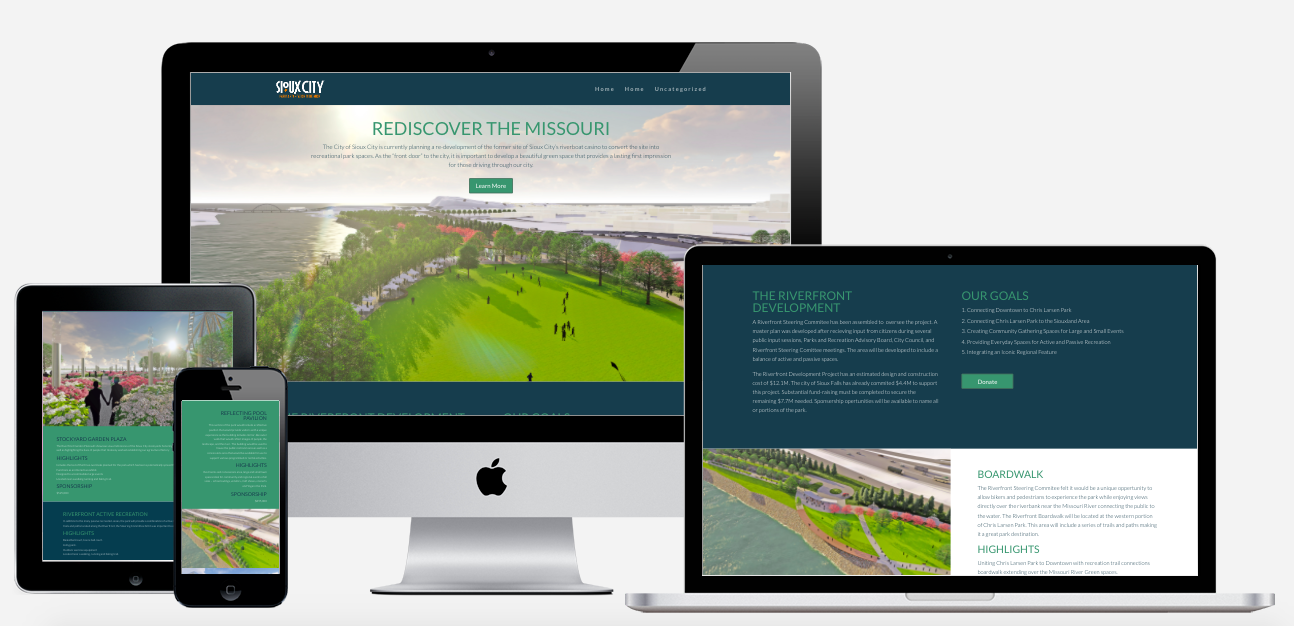 SIOUX CITY
Home Home Uncategorized
REDISCOVER THE MISSOURI
The City of Sioux City is currently planning a re-development of the former site of Sioux City's riverboat casino to convert the site into
recreational park spaces. As the "front door" to the city, it is important to develop a beautiful green space that provides a lasting first impression
for those driving through our city.
Learn More
RIVERFRONT DEVELOPMENT OUR GOALS
THE RIVERFRONT
DEVELOPMENT
A Riverfront Steering Commitee has been assembled to oversee the project. A
master plan was developed after recieving input from citizens during several
public input sessions, Parks and Recreation Advisory Board, City Council, and
Riverfront Steering Comittee meetings. The area will be developed to include a
balance of active and passive spaces.
The Riverfront Development Project has an estimated design and construction
cost of $12.1M. The city of Sioux Falls has already commited $4.4M to support
this project. Substantial fund-raising must be completed to secure the
remaining $7.7M needed. Sponsorship oportunities will be available to name all
or portions of the park.
OUR GOALS
1. Connecting Downtown to Chris Larsen Park
2. Connecting Chris Larsen Park to the Siouxland Area
3. Creating Community Gathering Spaces for Large and Small Events
4. Providing Everyday Spaces for Active and Passive Recreation
5. Integrating an Iconic Regional Feature
Donate
BOARDWALK
The Riverfront Steering Commitee felt it would be a unique opportunity to
allow bikers and pedestrians to experience the park while enjoying views
directly over the riverbank near the Missouri River connecting the public to
the water. The Riverfront Boardwalk will be located at the western portion
of Chris Larsen Park. This area will include a series of trails and paths making
it a great park destination.
HIGHLIGHTS
Uniting Chris Larsen Park to Downtown with recreation trail connections
boardwalk extending over the Missouri River Green spaces.
STOCKYARD GARDEN PLAZA
HIGHLIGHTS
SPONSORSHIP
RIVERFRONT ACTIVE RECREATION
HIGHLIGHTS
REFLECTING POOL
PAVILION
HIGHLIGHTS
SPONSORSHIP